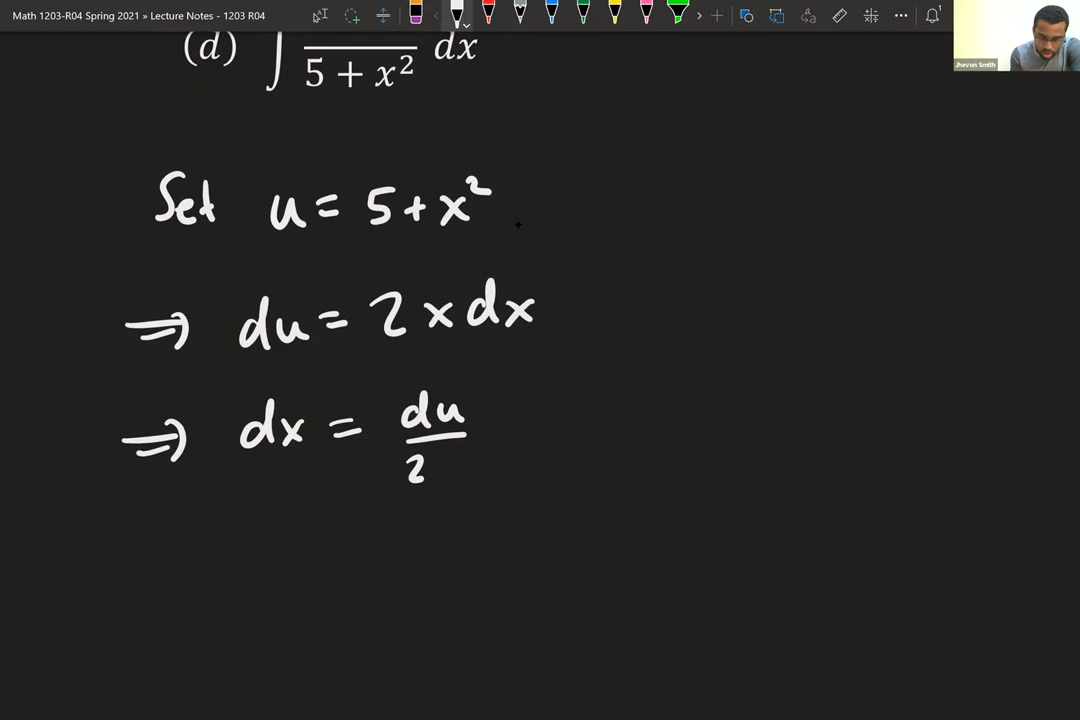 Math 1203-R04 Spring 2021 » Lecture Notes - 1203 R04
Jhevon Smith
(d) ∫ / 5 + x² dx
Set u = 5 + x²
⇒ du = 2x dx
⇒ dx = du/2